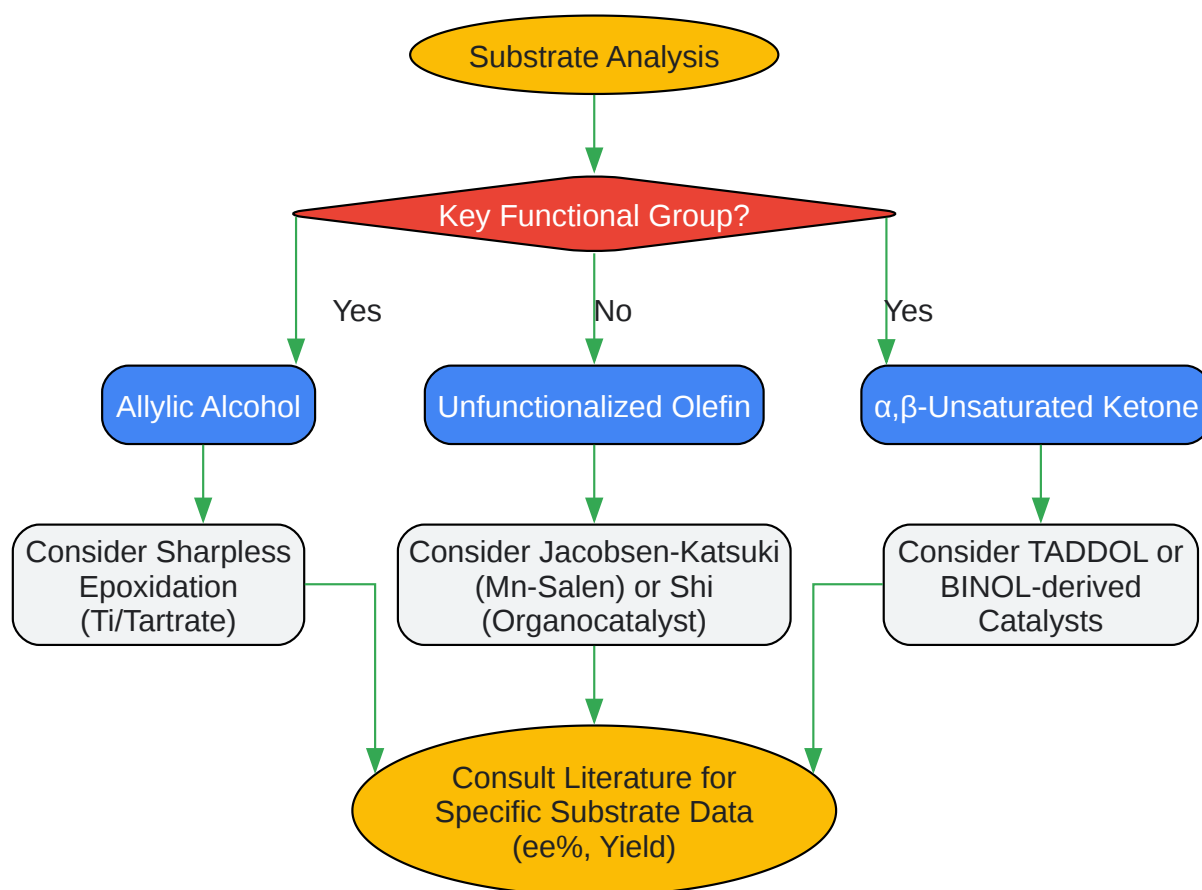 Substrate Analysis
Key Functional Group?
Yes
No
Yes
Allylic Alcohol
Unfunctionalized Olefin
α,β-Unsaturated Ketone
Consider Sharpless
Epoxidation
(Ti/Tartrate)
Consider Jacobsen-Katsuki
(Mn-Salen) or Shi
(Organocatalyst)
Consider TADDOL or
BINOL-derived
Catalysts
Consult Literature for
Specific Substrate Data
(ee%, Yield)